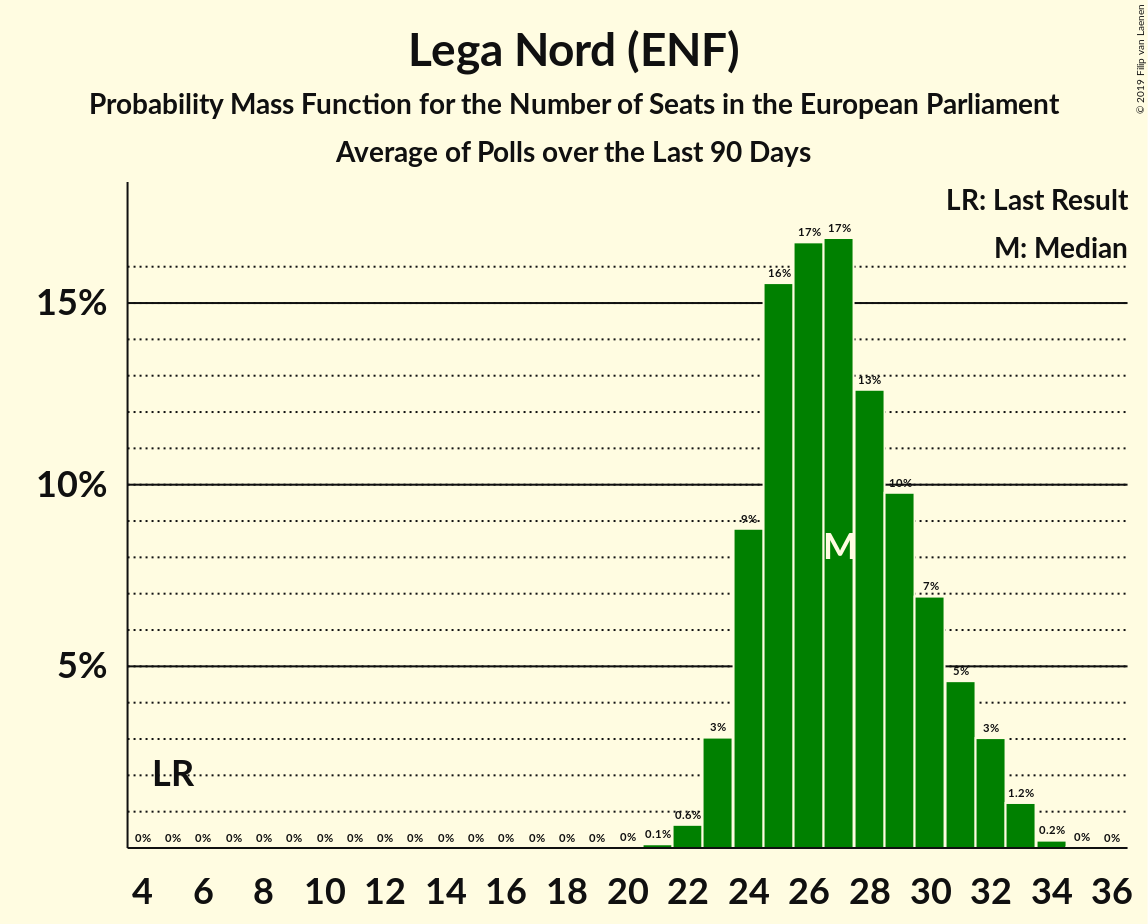 Lega Nord (ENF)
Probability Mass Function for the Number of Seats in the European Parliament
Average of Polls over the Last 90 Days
© 2019 Filip van Laenen
LR: Last Result
M: Median
17% 17%
16%
15%
13%
10%
10%
9%
M
7%
5%
5%
3% 3%
LR
1.2%
0% 0% 0% 0% 0% 0% 0% 0% 0% 0% 0% 0% 0% 0% 0% 0% 0% 0.1% 0.6% 0.2% 0% 0%
4 6 8 10 12 14 16 18 20 22 24 26 28 30 32 34 36